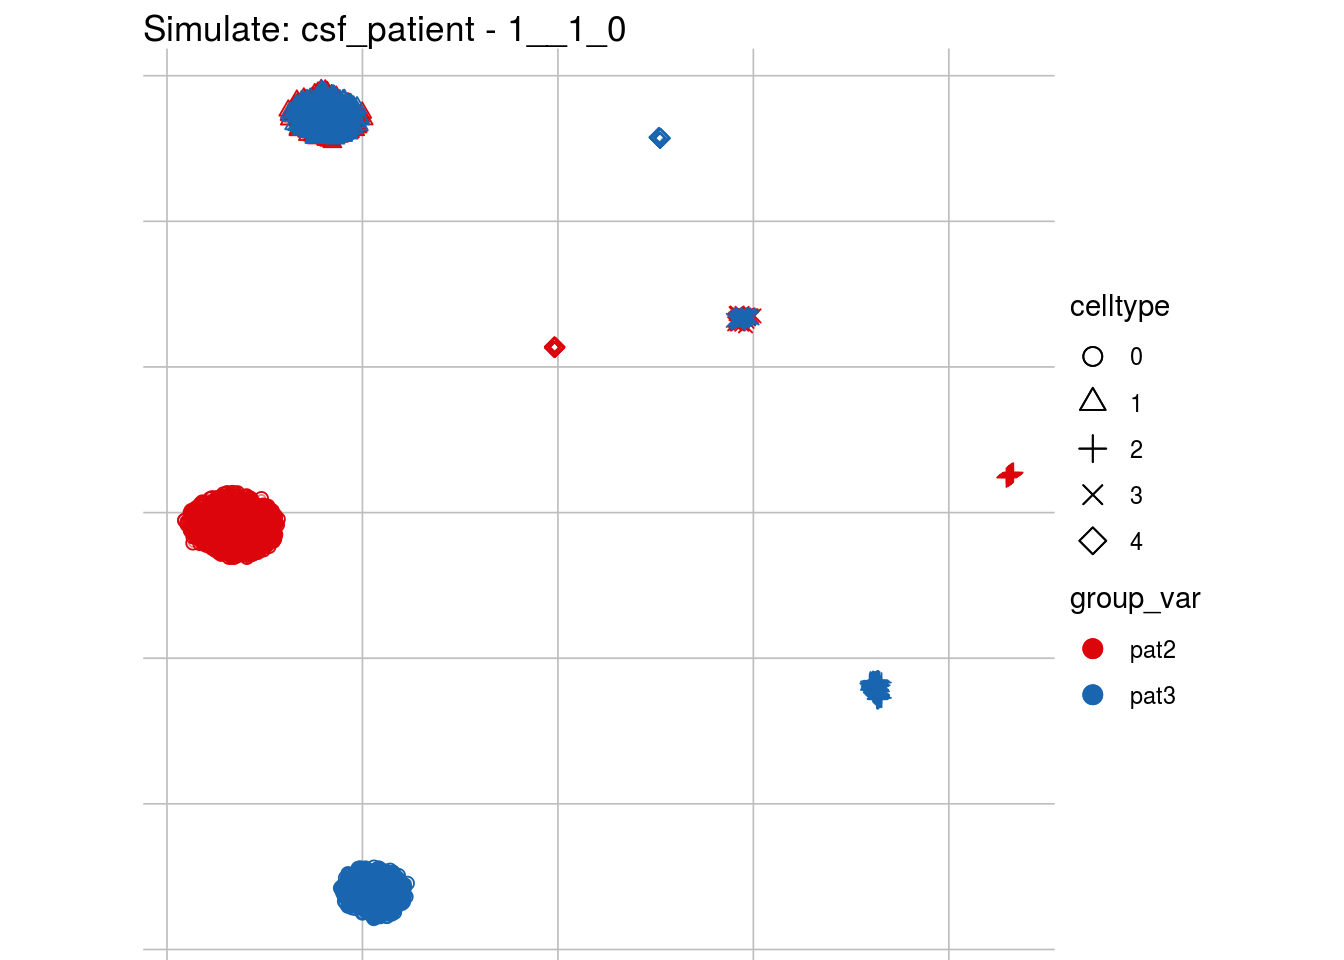 Simulate: csf_patient - 1__1_0
celltype
0
1
2
3
4
group_var
pat2
pat3